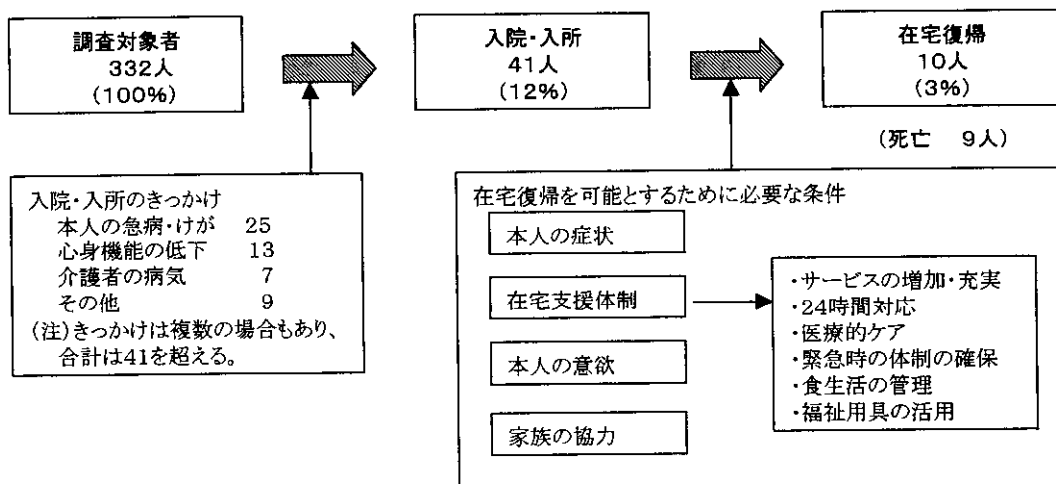 調査対象者
332人
(100%)
入院・入所
41人
(12%)
在宅復帰
10人
(3%)
(死亡　9人)
入院・入所のきっかけ
本人の急病・けが　25
心身機能の低下　13
介護者の病気　7
その他　9
(注)きっかけは複数の場合もあり、
合計は41を超える。
在宅復帰を可能とするために必要な条件
本人の症状
在宅支援体制
本人の意欲
家族の協力
・サービスの増加・充実
・24時間対応
・医療的ケア
・緊急時の体制の確保
・食生活の管理
・福祉用具の活用